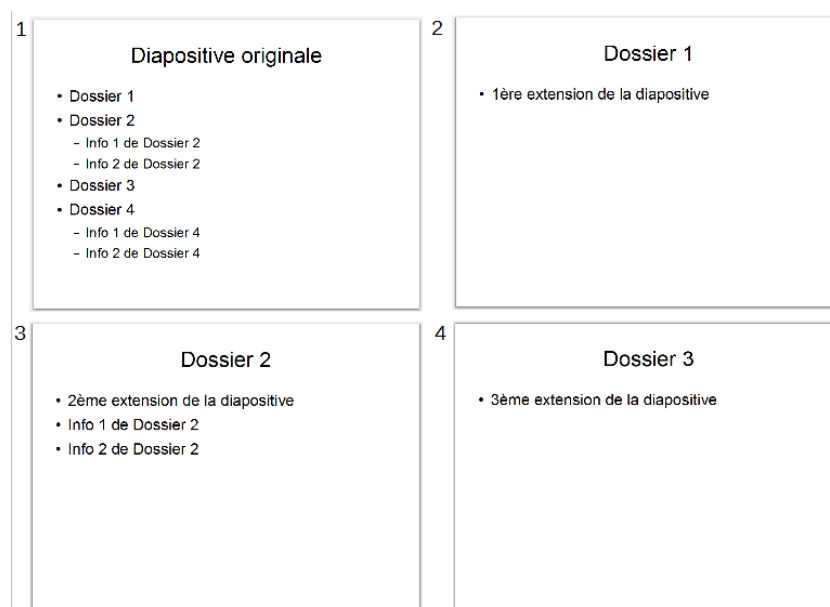 1
Diapositive originale
• Dossier 1
• Dossier 2
– Info 1 de Dossier 2
– Info 2 de Dossier 2
• Dossier 3
• Dossier 4
– Info 1 de Dossier 4
– Info 2 de Dossier 4
2
Dossier 1
• 1ère extension de la diapositive
3
Dossier 2
• 2ème extension de la diapositive
• Info 1 de Dossier 2
• Info 2 de Dossier 2
4
Dossier 3
• 3ème extension de la diapositive